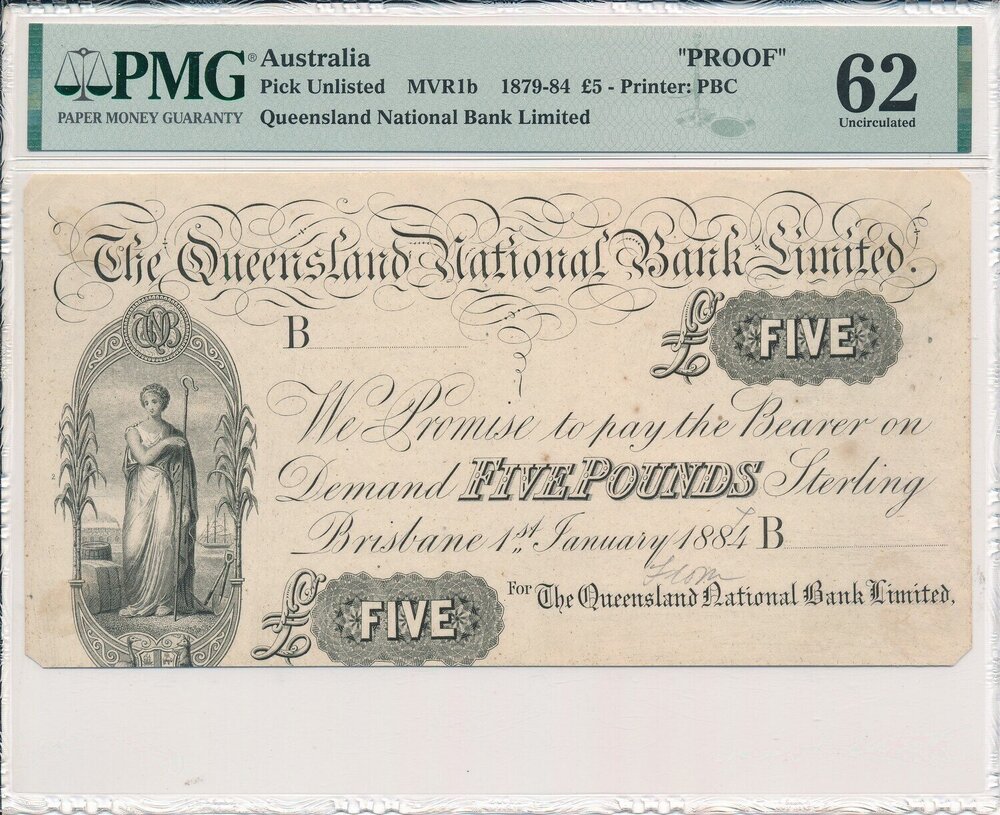 PMG® Australia "PROOF" 62
Pick Unlisted MVR1b 1879-84 £5 - Printer: PBC
PAPER MONEY GUARANTY Queensland National Bank Limited Uncirculated
The Queensland National Bank Limited.
QNB
B
£ FIVE
We Promise to pay the Bearer on
Demand FIVE POUNDS Sterling
Brisbane 1st. January 1884 B
For The Queensland National Bank Limited,
£ FIVE